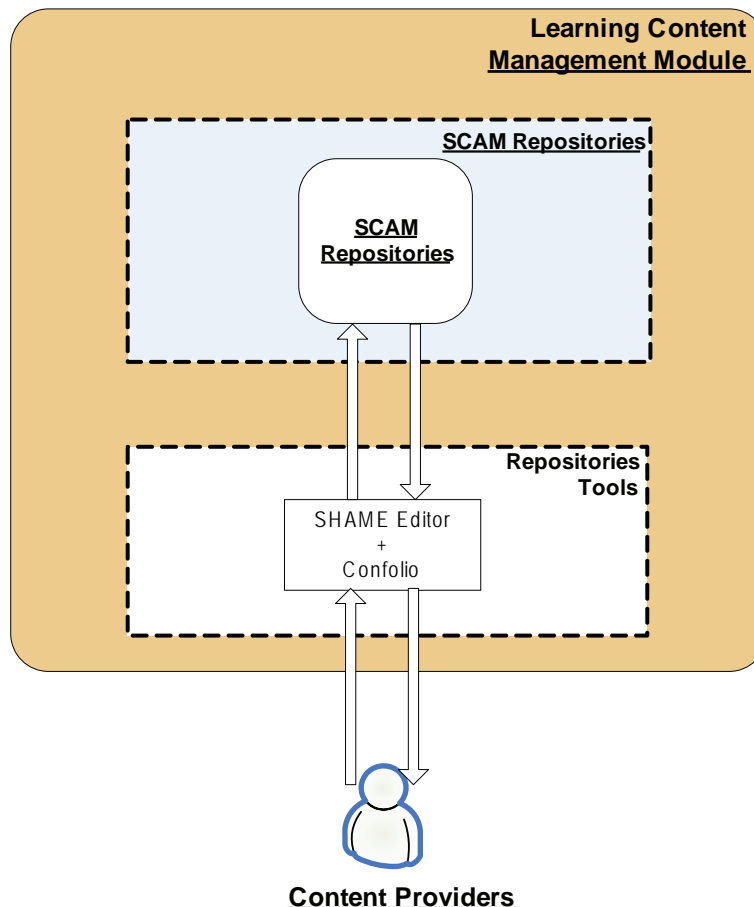 Learning Content
Management Module
SCAM Repositories
SCAM
Repositories
Repositories
Tools
SHAME Editor
+
Confolio
Content Providers